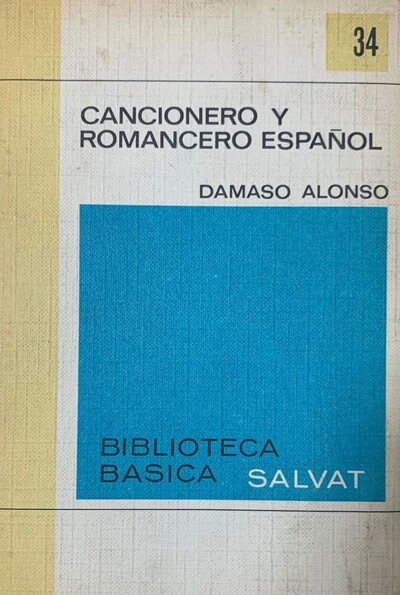 34
CANCIONERO Y
ROMANCERO ESPAÑOL
DAMASO ALONSO
BIBLIOTECA
BASICA SALVAT